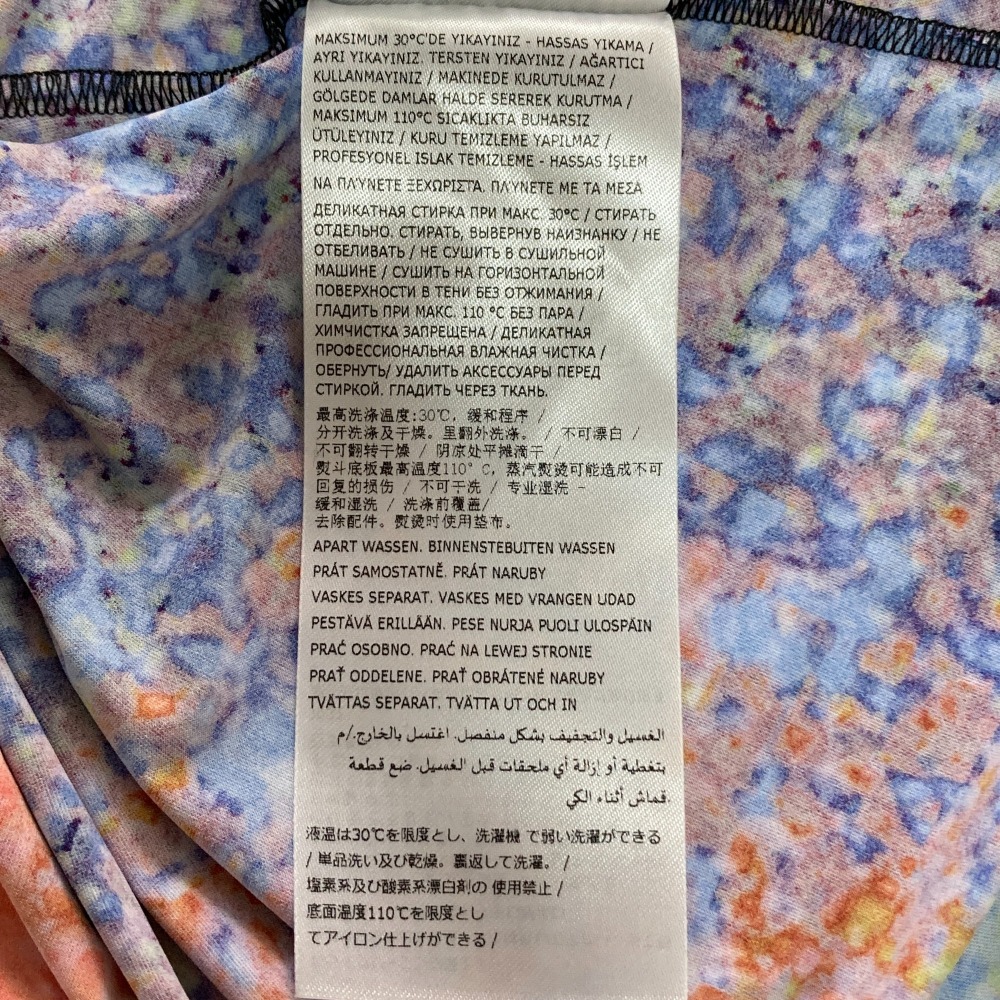 MAKSIMUM 30°C'DE YIKAYINIZ - HASSAS YIKAMA /
AYRI YIKAYINIZ. TERSTEN YIKAYINIZ / AĞARTICI
KULLANMAYINIZ / MAKINEDE KURUTULMAZ /
GÖLGEDE DAMLAR HALDE SEREREK KURUTMA /
MAKSIMUM 110°C SICAKLIKTA BUHARSIZ
ÜTÜLEYINIZ / KURU TEMIZLEME YAPILMAZ /
PROFESYONEL ISLAK TEMIZLEME - HASSAS İŞLEM
ΝΑ ΠΛΎΝΕΤΕ ΞΕΧΩΡΙΣΤΑ. ΠΛΎΝΕΤΕ ΜΕ ΤΑ ΜΕΣΑ
ДЕЛИКАТНАЯ СТИРКА ПРИ МАКС. 30°C / СТИРАТЬ
ОТДЕЛЬНО. СТИРАТЬ, ВЫВЕРНУВ НАИЗНАНКУ / НЕ
ОТБЕЛИВАТЬ / НЕ СУШИТЬ В СУШИЛЬНОЙ
МАШИНЕ / СУШИТЬ НА ГОРИЗОНТАЛЬНОЙ
ПОВЕРХНОСТИ В ТЕНИ БЕЗ ОТЖИМАНИЯ /
ГЛАДИТЬ ПРИ МАКС. 110 °C БЕЗ ПАРА /
ХИМЧИСТКА ЗАПРЕЩЕНА / ДЕЛИКАТНАЯ
ПРОФЕССИОНАЛЬНАЯ ВЛАЖНАЯ ЧИСТКА /
ОБЕРНУТЬ/ УДАЛИТЬ АКСЕССУАРЫ ПЕРЕД
СТИРКОЙ. ГЛАДИТЬ ЧЕРЕЗ ТКАНЬ.
最高洗涤温度:30℃, 缓和程序 /
分开洗涤及干燥。里翻外洗涤。 / 不可漂白 /
不可翻转干燥 / 阴凉处平摊滴干 /
熨斗底板最高温度110° C, 蒸汽熨烫可能造成不可
回复的损伤 / 不可干洗 / 专业湿洗 -
缓和湿洗 / 洗涤前覆盖/
去除配件。熨烫时使用垫布。
APART WASSEN. BINNENSTEBUITEN WASSEN
PRÁT SAMOSTATNĚ. PRÁT NARUBY
VASKES SEPARAT. VASKES MED VRANGEN UDAD
PESTÄVÄ ERILLÄÄN. PESE NURJA PUOLI ULOSPÄIN
PRAĆ OSOBNO. PRAĆ NA LEWEJ STRONIE
PRAŤ ODDELENE. PRAŤ OBRÁTENÉ NARUBY
TVÄTTAS SEPARAT. TVÄTTA UT OCH IN
الغسيل والتجفيف بشكل منفصل. اغتسل بالخارج./م
بتغطية أو إزالة أي ملحقات قبل الغسيل. ضع قطعة
قماش أثناء الكي.
液温は30℃を限度とし、洗濯機 で弱い洗濯ができる
/ 単品洗い及び乾燥。裏返して洗濯。 /
塩素系及び酸素系漂白剤の 使用禁止 /
底面温度110℃を限度とし
てアイロン仕上げができる /